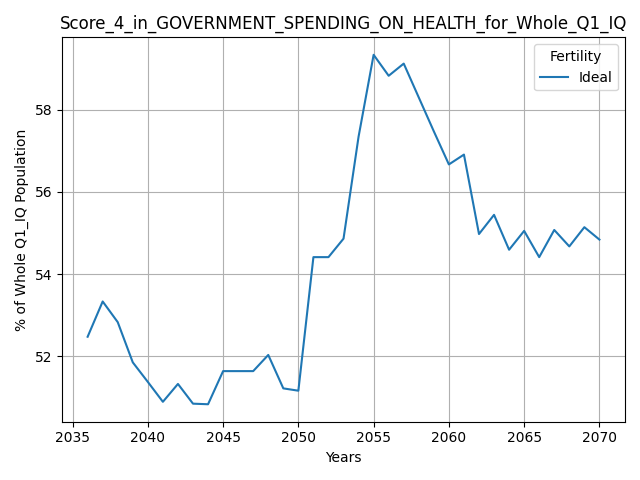 Score_4_in_GOVERNMENT_SPENDING_ON_HEALTH_for_Whole_Q1_IQ
Fertility
Ideal
% of Whole Q1_IQ Population
58
56
54
52
2035
2040
2045
2050
2055
2060
2065
2070
Years